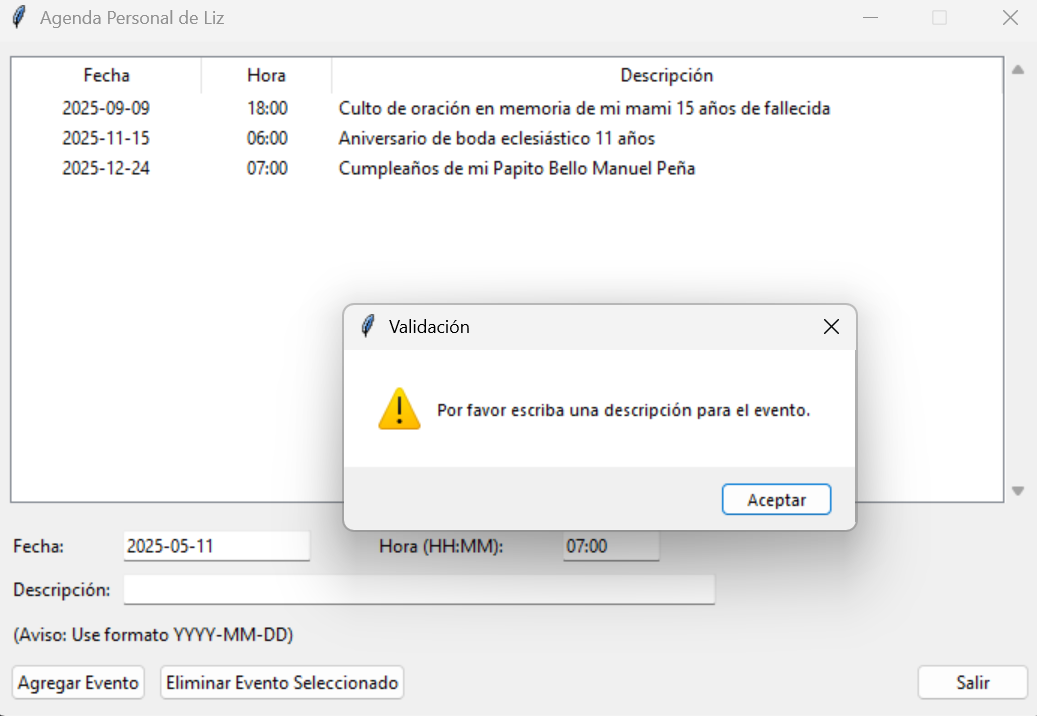 Agenda Personal de Liz
Fecha Hora Descripción
2025-09-09 18:00 Culto de oración en memoria de mi mami 15 años de fallecida
2025-11-15 06:00 Aniversario de boda eclesiástico 11 años
2025-12-24 07:00 Cumpleaños de mi Papito Bello Manuel Peña
Validación
Por favor escriba una descripción para el evento.
Aceptar
Fecha: 2025-05-11 Hora (HH:MM): 07:00
Descripción:
(Aviso: Use formato YYYY-MM-DD)
Agregar Evento Eliminar Evento Seleccionado Salir